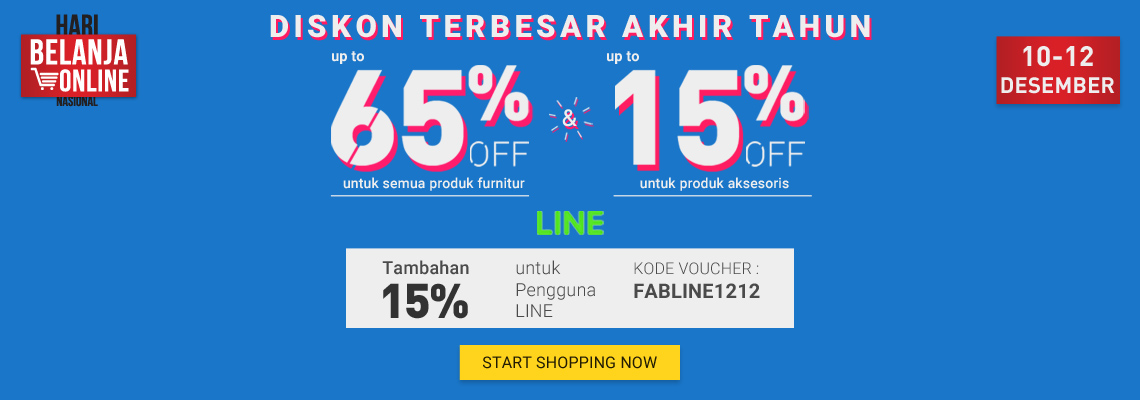 HARI
BELANJA
ONLINE
NASIONAL
DISKON TERBESAR AKHIR TAHUN
10-12
DESEMBER
up to
65%
OFF
untuk semua produk furnitur
&
up to
15%
OFF
untuk produk aksesoris
LINE
Tambahan
15%
untuk
Pengguna
LINE
KODE VOUCHER :
FABLINE1212
START SHOPPING NOW